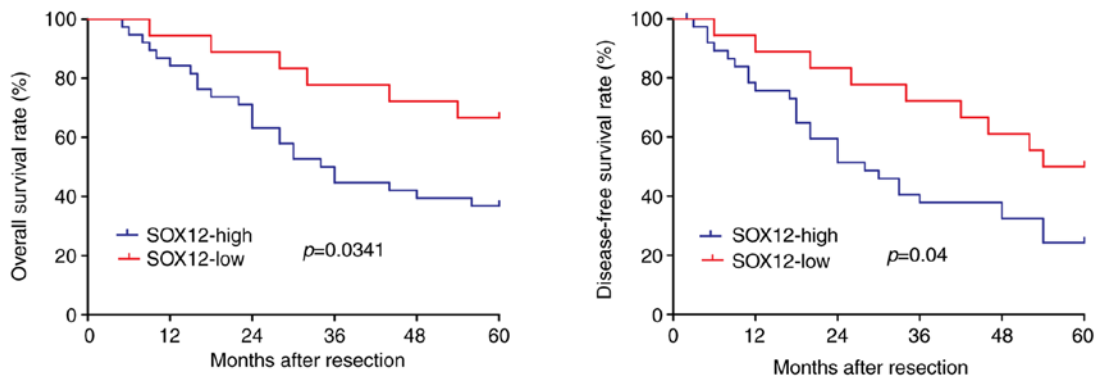 Overall survival rate (%)
100
80
60
40
20
0
SOX12-high
SOX12-low
p=0.0341
0 12 24 36 48 60
Months after resection
Disease-free survival rate (%)
100
80
60
40
20
0
SOX12-high
SOX12-low
p=0.04
0 12 24 36 48 60
Months after resection